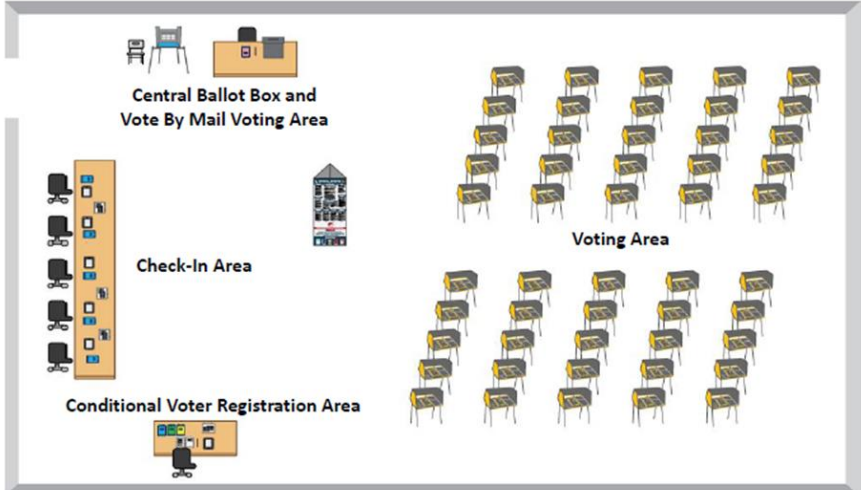 Central Ballot Box and
Vote By Mail Voting Area
Voting Area
Check-In Area
Conditional Voter Registration Area